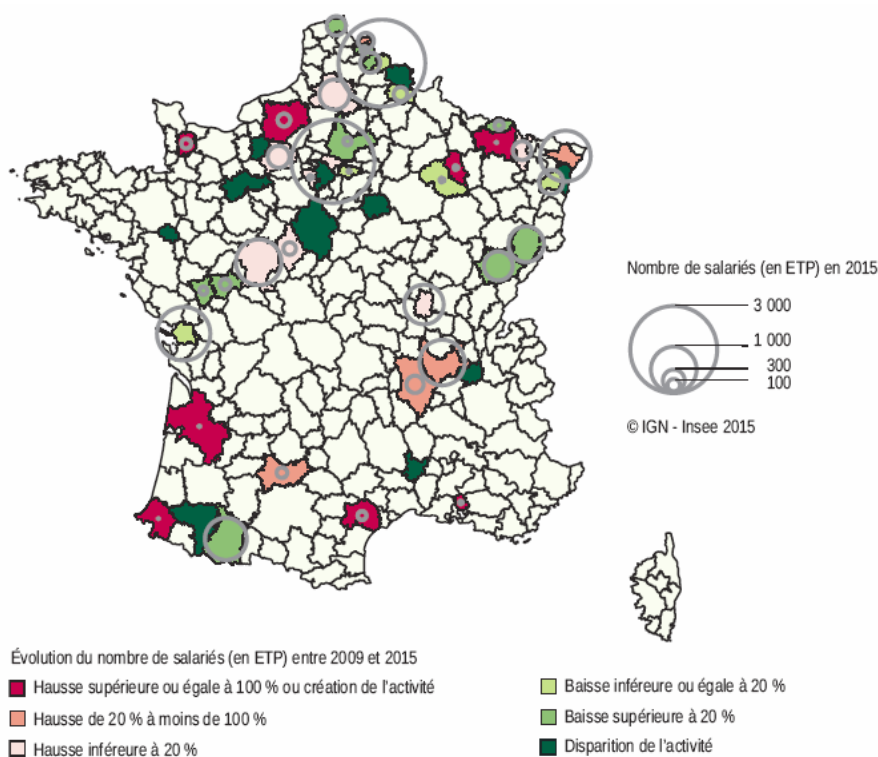 Nombre de salariés (en ETP) en 2015
3 000
1 000
300
100
© IGN - Insee 2015
Évolution du nombre de salariés (en ETP) entre 2009 et 2015
Hausse supérieure ou égale à 100 % ou création de l'activité
Hausse de 20 % à moins de 100 %
Hausse inféreure à 20 %
Baisse inféreure ou égale à 20 %
Baisse supérieure à 20 %
Disparition de l'activité